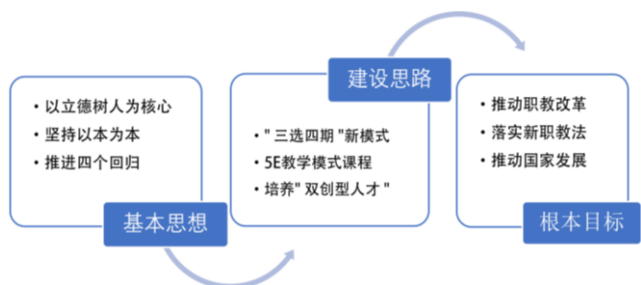 · 以立德树人为核心
· 坚持以本为本
· 推进四个回归
基本思想
建设思路
· "三选四期"新模式
· 5E教学模式课程
· 培养"双创型人才"
· 推动职教改革
· 落实新职教法
· 推动国家发展
根本目标